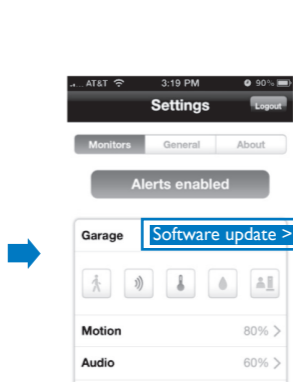 AT&T 3:19 PM 90%
Settings Logout
Monitors General About
Alerts enabled
Garage Software update >
Motion 80% >
Audio 60% >